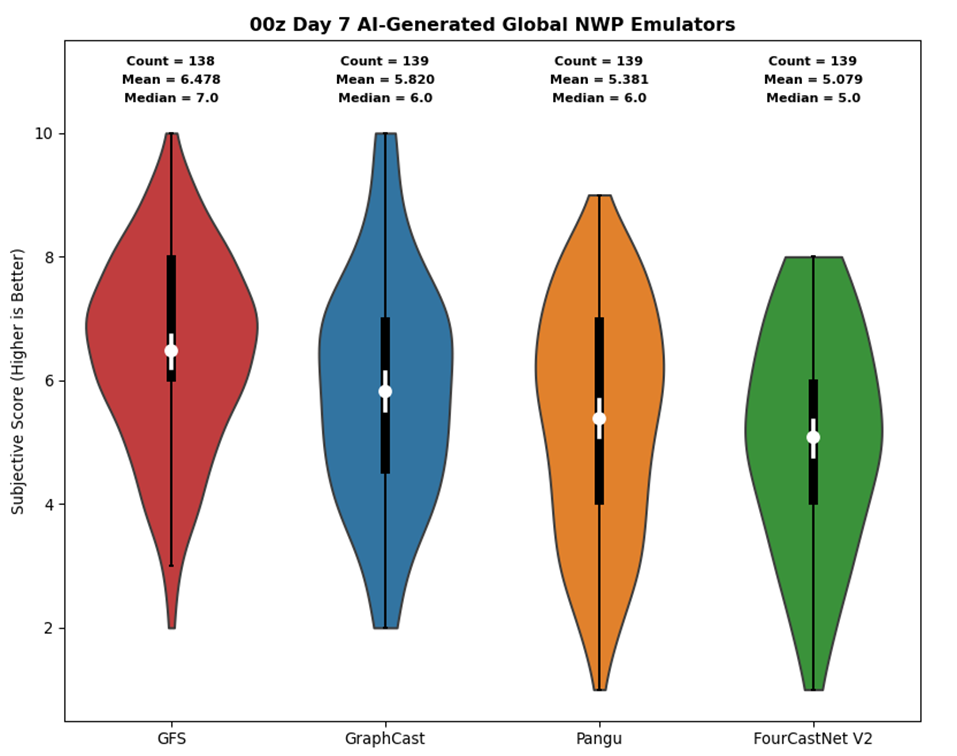 00z Day 7 AI-Generated Global NWP Emulators
Count = 138
Mean = 6.478
Median = 7.0
Count = 139
Mean = 5.820
Median = 6.0
Count = 139
Mean = 5.381
Median = 6.0
Count = 139
Mean = 5.079
Median = 5.0
Subjective Score (Higher is Better)
10
8
6
4
2
GFS
GraphCast
Pangu
FourCastNet V2